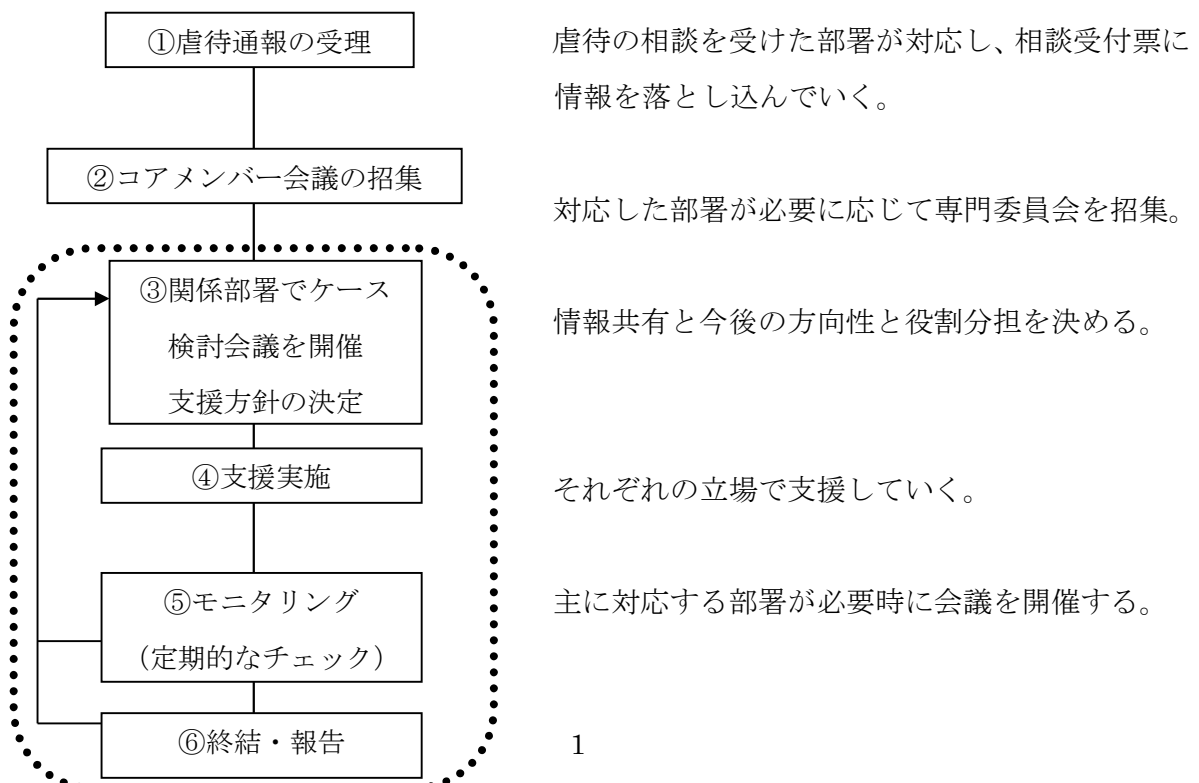 ①虐待通報の受理
虐待の相談を受けた部署が対応し、相談受付票に
情報を落とし込んでいく。
②コアメンバー会議の招集
対応した部署が必要に応じて専門委員会を招集。
③関係部署でケース
検討会議を開催
支援方針の決定
情報共有と今後の方向性と役割分担を決める。
④支援実施
それぞれの立場で支援していく。
⑤モニタリング
(定期的なチェック)
主に対応する部署が必要時に会議を開催する。
⑥終結・報告
1